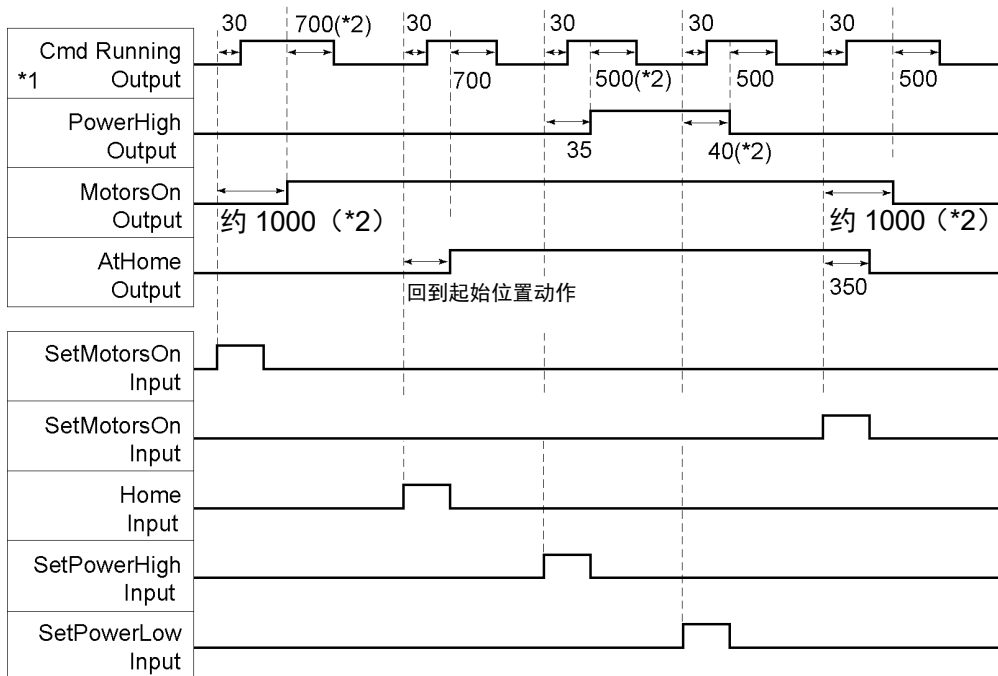 30 700(*2) 30 30 30 30
Cmd Running
*1 Output
700 500(*2) 500 500
PowerHigh
Output
35 40(*2)
MotorsOn
Output
约 1000（*2） 约 1000（*2）
AtHome
Output
回到起始位置动作 350
SetMotorsOn
Input
SetMotorsOn
Input
Home
Input
SetPowerHigh
Input
SetPowerLow
Input